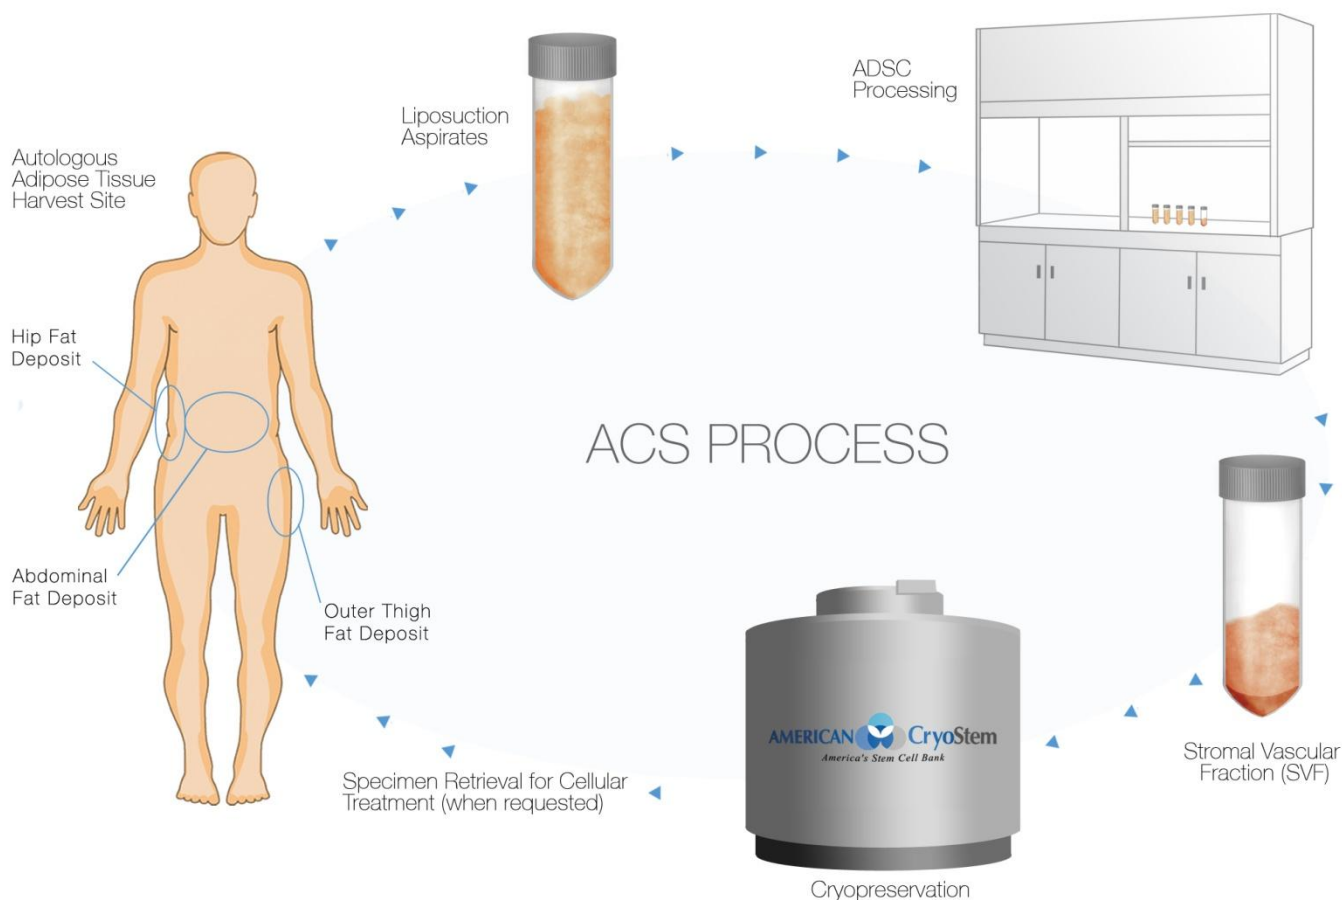 Autologous
Adipose Tissue
Harvest Site
Liposuction
Aspirates
ADSC
Processing
Hip Fat
Deposit
ACS PROCESS
Abdominal
Fat Deposit
Outer Thigh
Fat Deposit
AMERICAN CryoStem
America's Stem Cell Bank
Stromal Vascular
Fraction (SVF)
Specimen Retrieval for Cellular
Treatment (when requested)
Cryopreservation